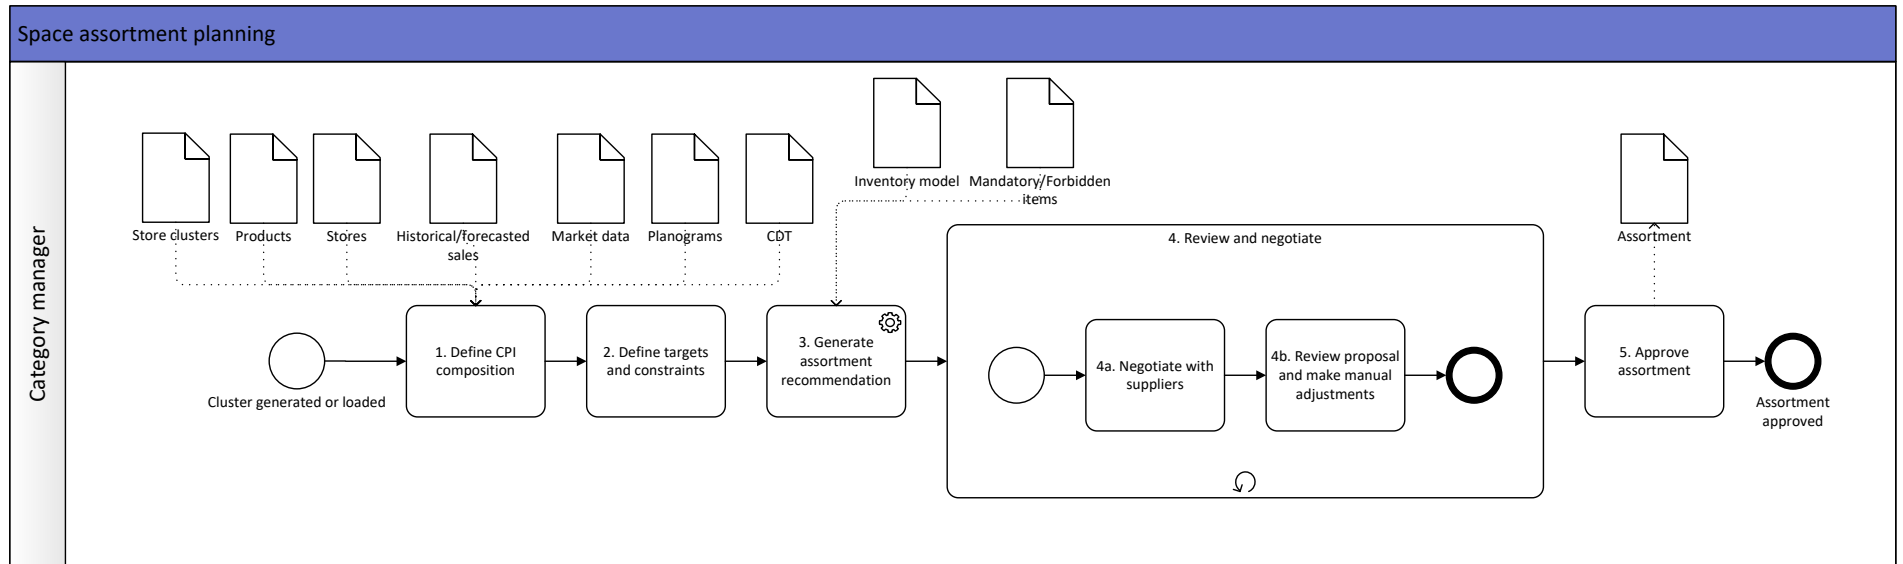 Space assortment planning
Category manager
Inventory model
Mandatory/Forbidden
items
Store clusters
Products
Stores
Historical/forecasted
sales
Market data
Planograms
CDT
Assortment
4. Review and negotiate
Cluster generated or loaded
1. Define CPI
composition
2. Define targets
and constraints
3. Generate
assortment
recommendation
4a. Negotiate with
suppliers
4b. Review proposal
and make manual
adjustments
5. Approve
assortment
Assortment
approved